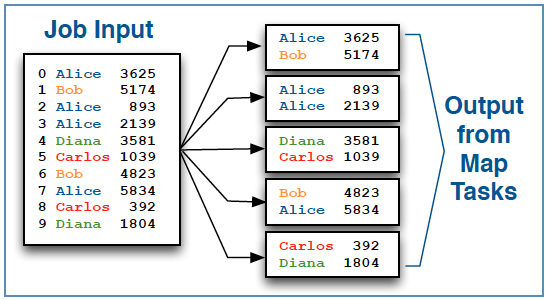 Job Input
0 Alice 3625
1 Bob 5174
2 Alice 893
3 Alice 2139
4 Diana 3581
5 Carlos 1039
6 Bob 4823
7 Alice 5834
8 Carlos 392
9 Diana 1804
Alice 3625
Bob 5174
Alice 893
Alice 2139
Diana 3581
Carlos 1039
Bob 4823
Alice 5834
Carlos 392
Diana 1804
Output
from
Map
Tasks